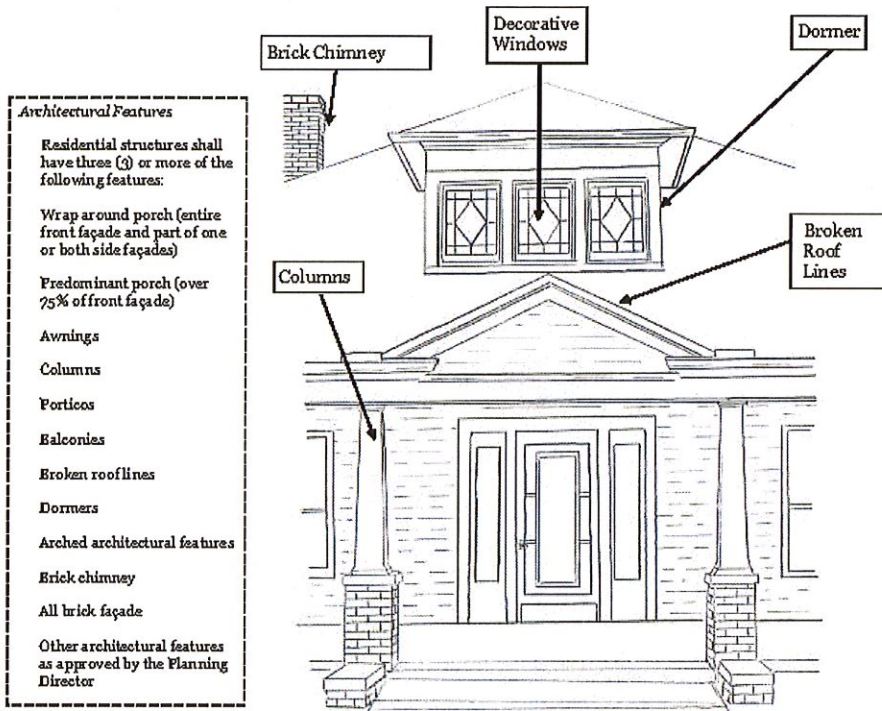 Brick Chimney
Decorative
Windows
Dormer
Broken
Roof
Lines
Columns
Architectural Features
Residential structures shall
have three (3) or more of the
following features:
Wrap around porch (entire
front façade and part of one
or both side façades)
Predominant porch (over
75% of front façade)
Awnings
Columns
Porticos
Balconies
Broken rooflines
Dormers
Arched architectural features
Brick chimney
All brick façade
Other architectural features
as approved by the Planning
Director